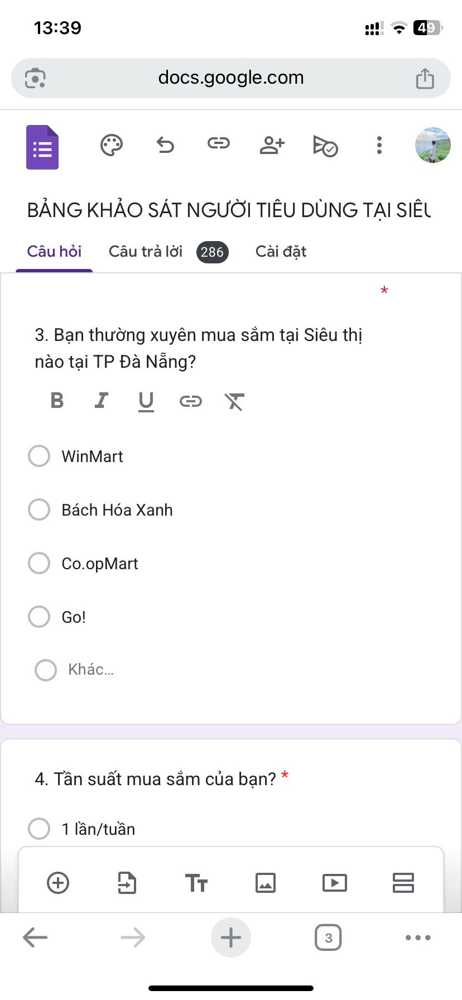 13:39
49
docs.google.com
BẢNG KHẢO SÁT NGƯỜI TIÊU DÙNG TẠI
Câu hỏi Câu trả lời 286 Cài đặt
*
3. Bạn thường xuyên mua sắm tại Siêu thị
nào tại TP Đà Nẵng?
B I U
WinMart
Bách Hóa Xanh
Co.opMart
Go!
Khác...
4. Tần suất mua sắm của bạn? *
1 lần/tuần
Tт
3